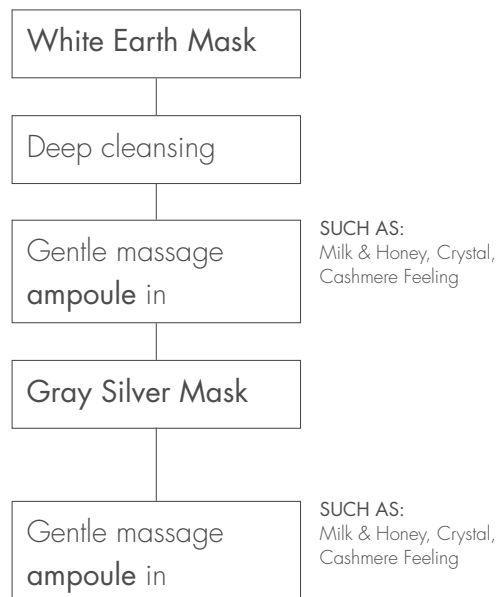 White Earth Mask
Deep cleansing
Gentle massage
ampoule in
SUCH AS:
Milk & Honey, Crystal,
Cashmere Feeling
Gray Silver Mask
Gentle massage
ampoule in
SUCH AS:
Milk & Honey, Crystal,
Cashmere Feeling